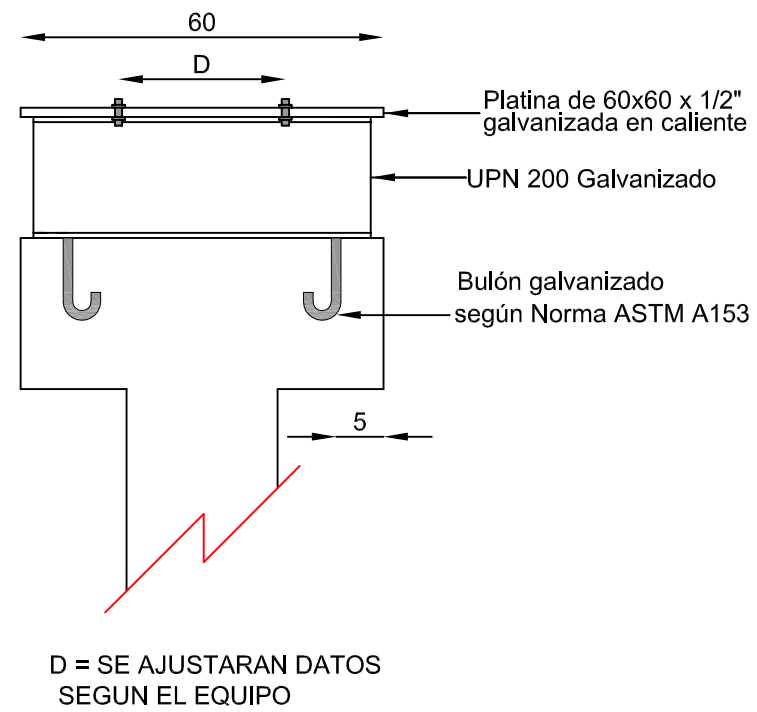 60
D
Platina de 60x60 x 1/2"
galvanizada en caliente
UPN 200 Galvanizado
Bulón galvanizado
según Norma ASTM A153
5
D = SE AJUSTARAN DATOS
SEGUN EL EQUIPO